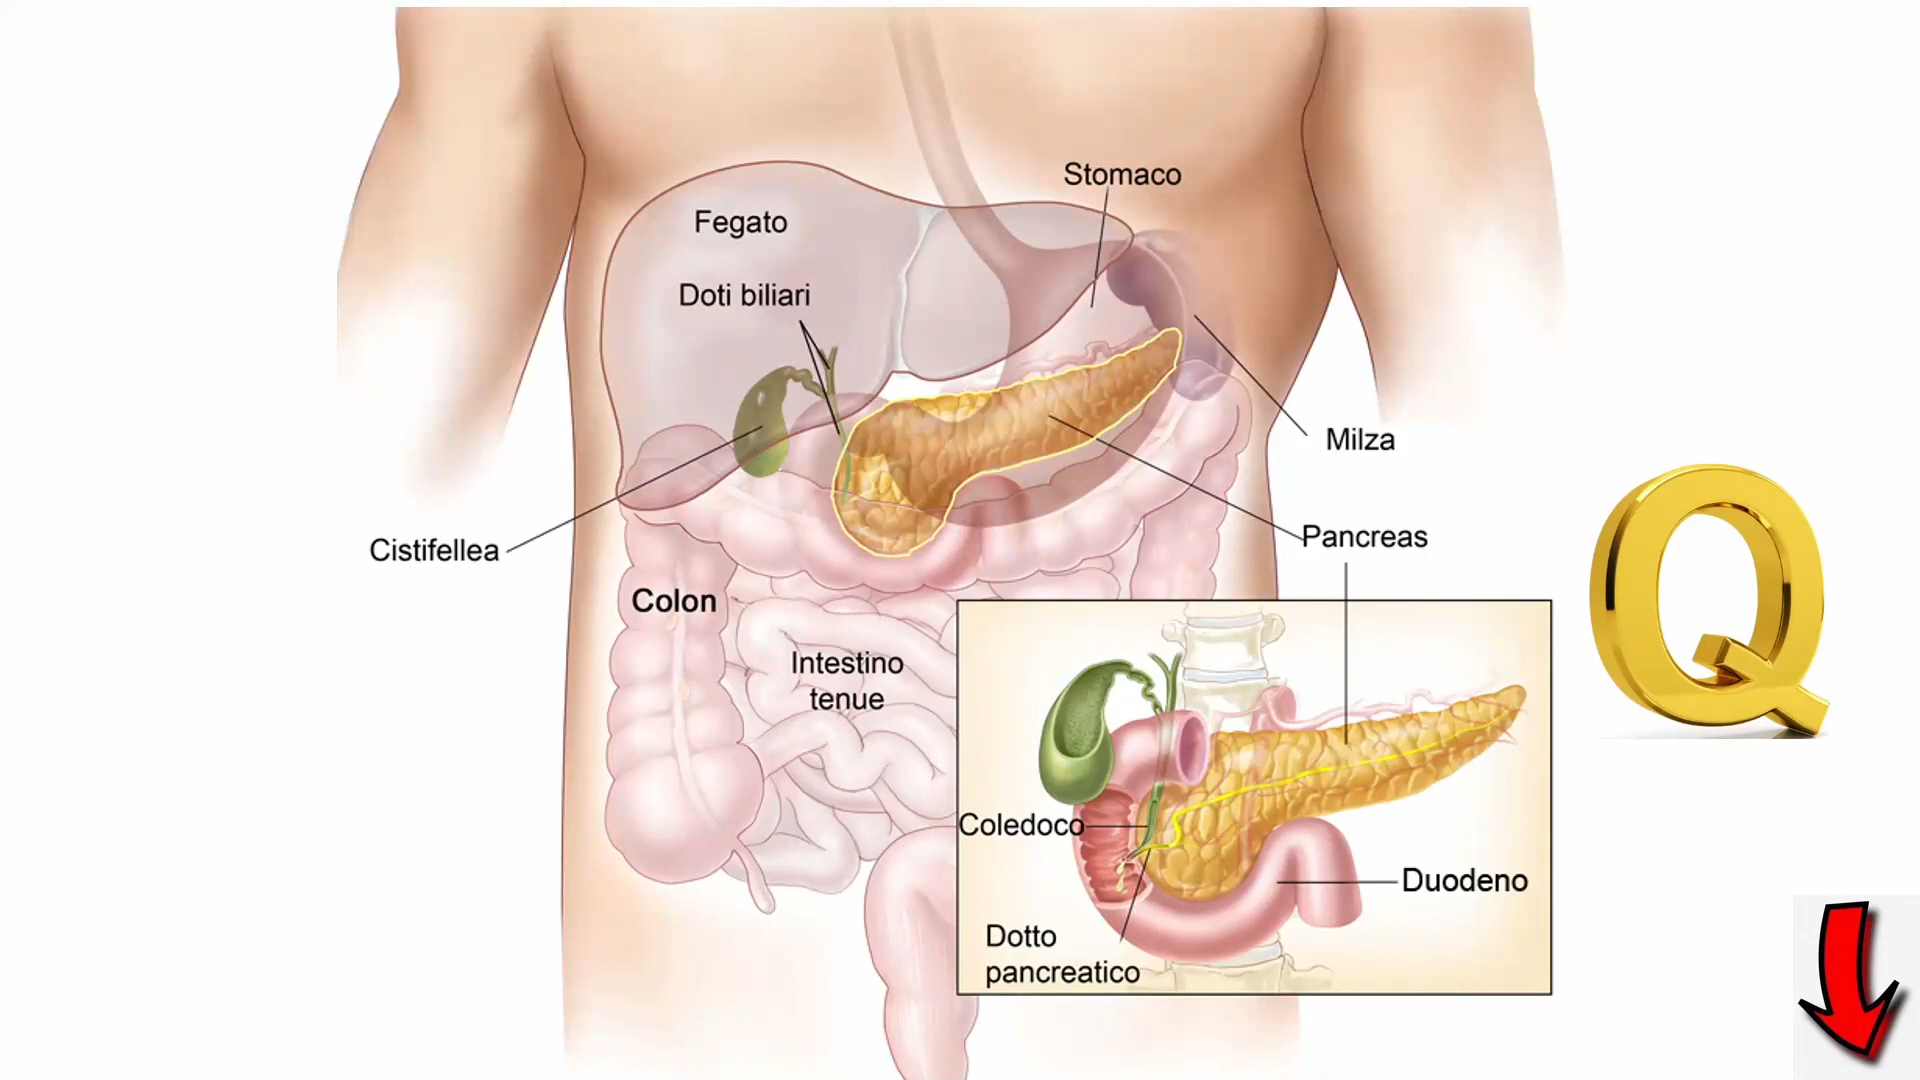 Stomaco
Fegato
Doti biliari
Milza
Pancreas
Cistifellea
Colon
Intestino
tenue
Coledoco
Duodeno
Dotto
pancreatico
Q